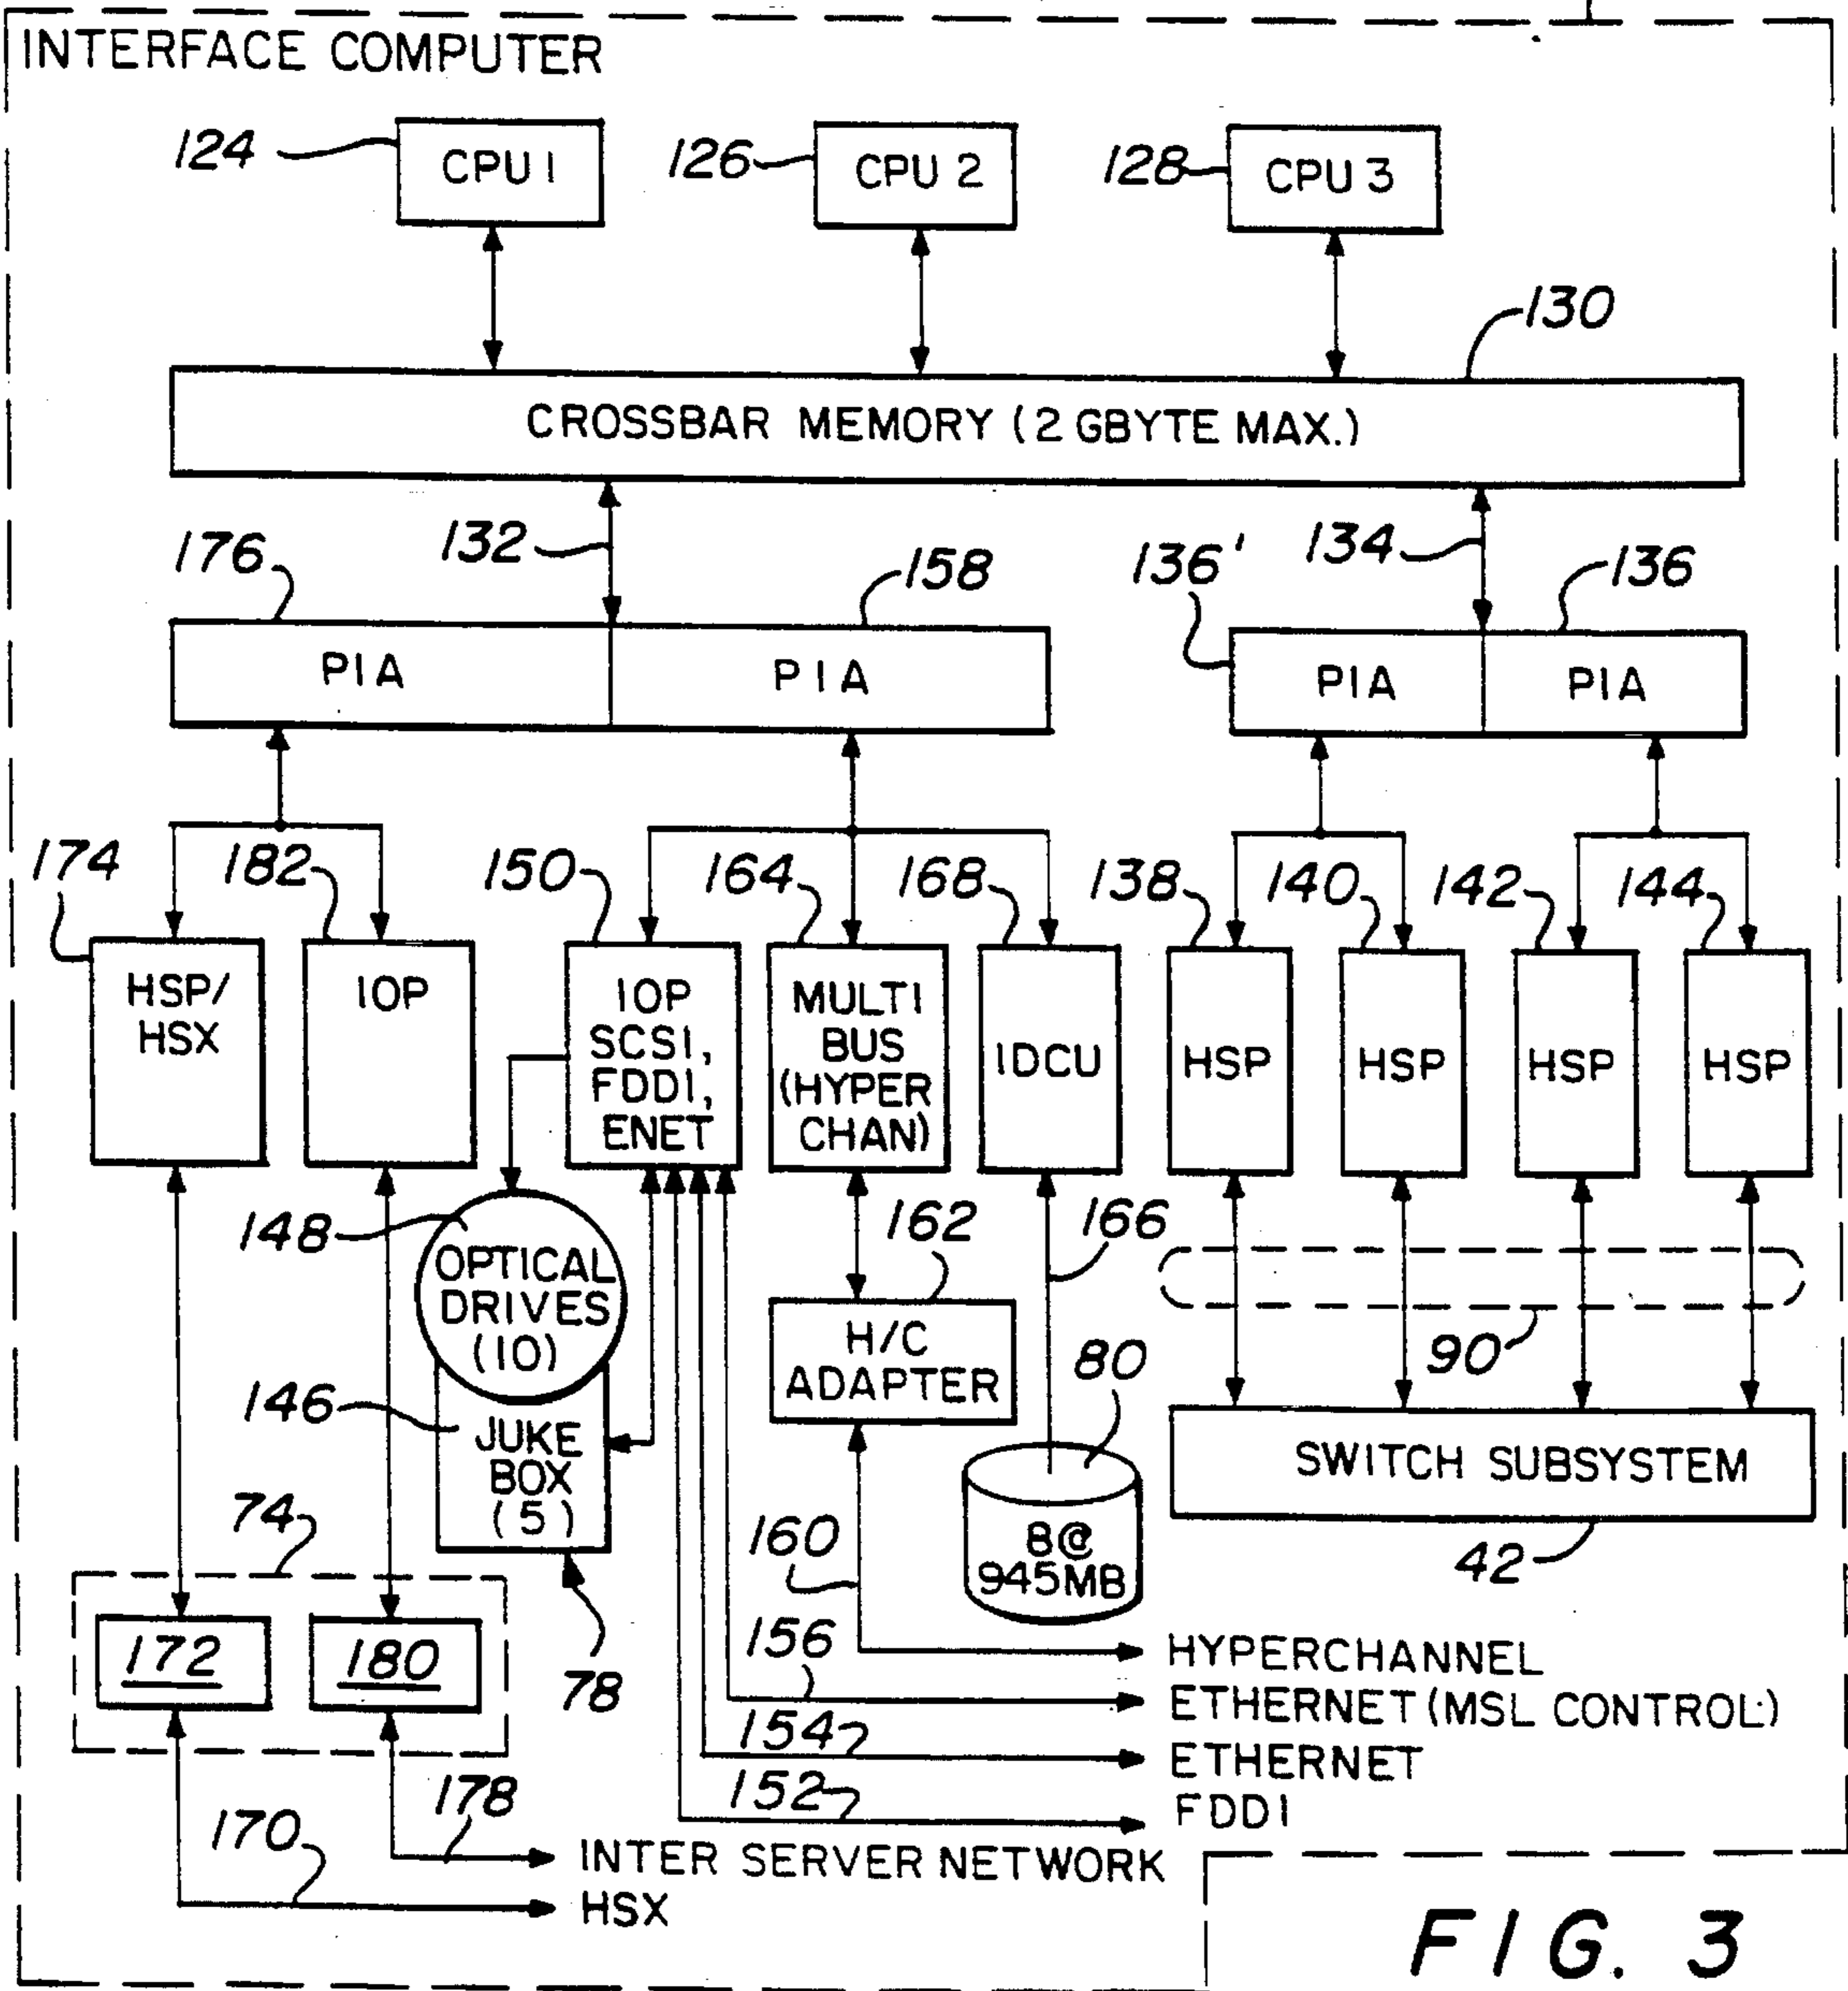 INTERFACE COMPUTER
124
CPU 1
126
CPU 2
128
CPU 3
130
CROSSBAR MEMORY (2 GBYTE MAX.)
176
132
158
136'
134
136
PIA
PIA
PIA
PIA
174
182
150
164
168
138
140
142
144
HSP/
HSX
IOP
IOP
SCSI,
FDDI,
ENET
MULTI
BUS
(HYPER
CHAN)
IDCU
HSP
HSP
HSP
HSP
148
OPTICAL
DRIVES
(10)
162
166
H/C
ADAPTER
80
90
146
JUKE
BOX
(5)
SWITCH SUBSYSTEM
42
74
160
8@
945MB
172
180
78
156
HYPERCHANNEL
ETHERNET (MSL CONTROL)
154
ETHERNET
152
FDDI
178
170
INTER SERVER NETWORK
HSX
FIG. 3